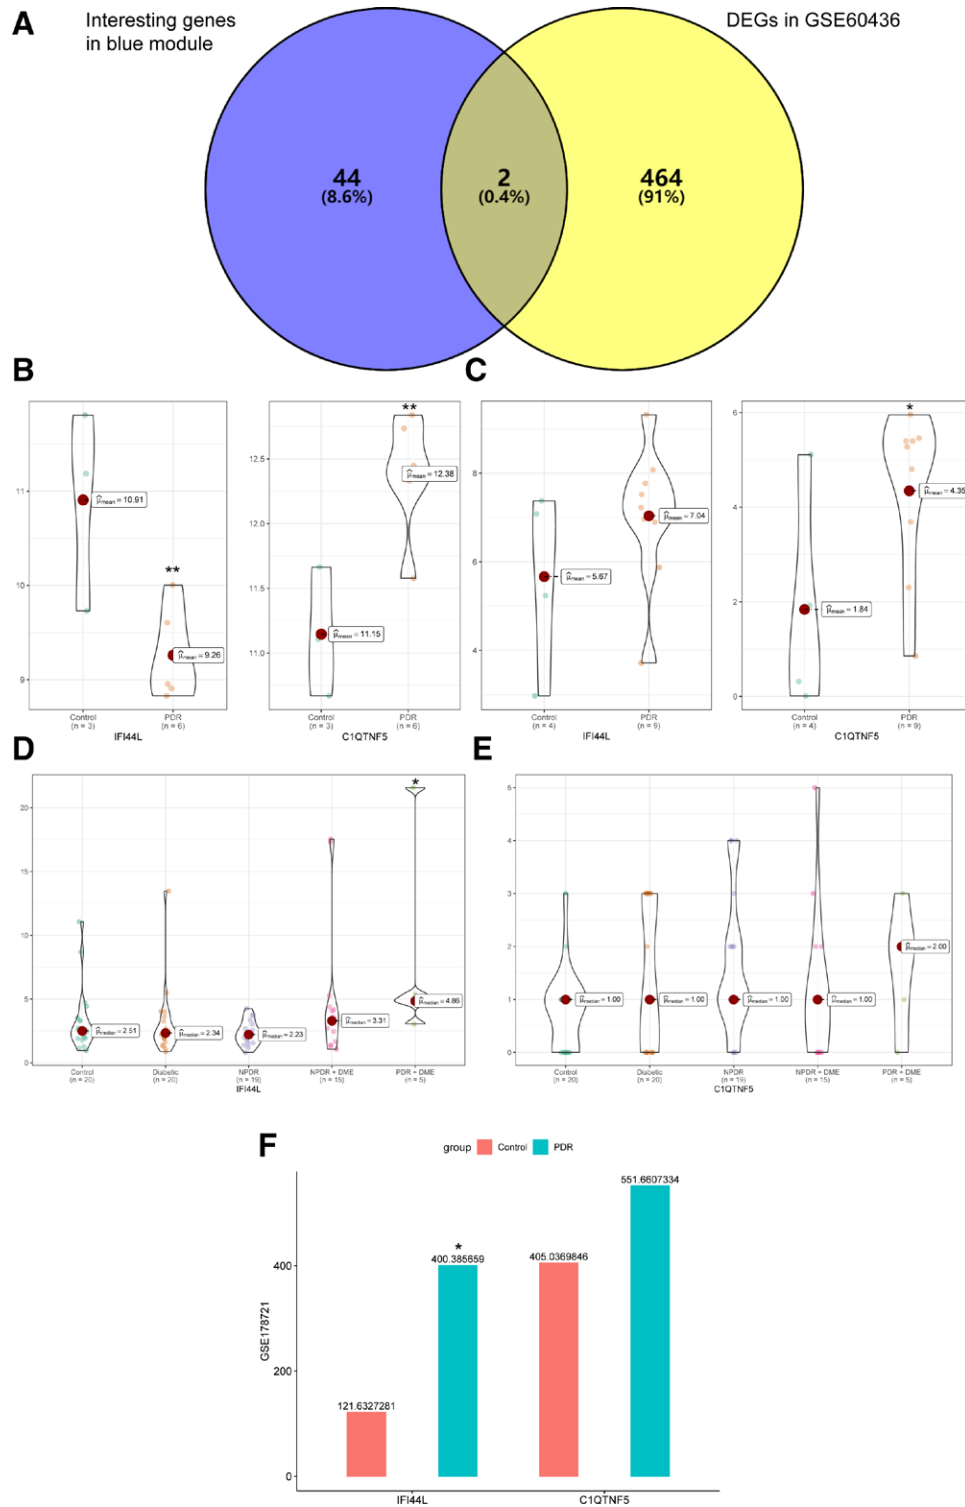 A
Interesting genes
in blue module
DEGs in GSE60436
44
(8.6%)
2
(0.4%)
464
(91%)
B
11
10
9
μ̂mean = 10.91
**
μ̂mean = 9.26
Control
(n = 3)
PDR
(n = 6)
IFI44L
12.5
12.0
11.5
11.0
**
μ̂mean = 12.38
μ̂mean = 11.15
Control
(n = 3)
PDR
(n = 6)
C1QTNF5
C
8
6
4
μ̂mean = 5.67
μ̂mean = 7.04
Control
(n = 4)
PDR
(n = 9)
IFI44L
6
4
2
0
*
μ̂mean = 4.35
μ̂mean = 1.84
Control
(n = 4)
PDR
(n = 9)
C1QTNF5
D
20
15
10
5
0
*
μ̂median = 2.51
μ̂median = 2.34
μ̂median = 2.23
μ̂median = 3.31
μ̂median = 4.86
Control
(n = 20)
Diabetic
(n = 20)
NPDR
(n = 19)
NPDR + DME
(n = 15)
PDR + DME
(n = 5)
IFI44L
E
5
4
3
2
1
0
μ̂median = 1.00
μ̂median = 1.00
μ̂median = 1.00
μ̂median = 1.00
μ̂median = 2.00
Control
(n = 20)
Diabetic
(n = 20)
NPDR
(n = 19)
NPDR + DME
(n = 15)
PDR + DME
(n = 5)
C1QTNF5
F
group Control PDR
GSE178721
400
200
0
121.6327281
*
400.385659
405.0369846
551.6607334
IFI44L
C1QTNF5